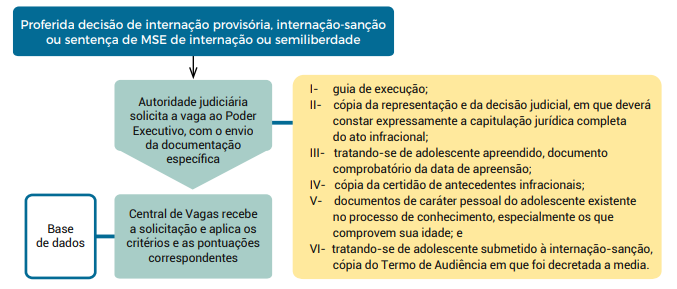 Proferida decisão de internação provisória, internação-sanção
ou sentença de MSE de internação ou semiliberdade
Autoridade judiciária
solicita a vaga ao Poder
Executivo, com o envio
da documentação
específica
I- guia de execução;
II- cópia da representação e da decisão judicial, em que deverá
constar expressamente a capitulação jurídica completa
do ato infracional;
III- tratando-se de adolescente apreendido, documento
comprobatório da data de apreensão;
IV- cópia da certidão de antecedentes infracionais;
V- documentos de caráter pessoal do adolescente existente
no processo de conhecimento, especialmente os que
comprovem sua idade; e
VI- tratando-se de adolescente submetido à internação-sanção,
cópia do Termo de Audiência em que foi decretada a media.
Base
de dados
Central de Vagas recebe
a solicitação e aplica os
critérios e as pontuações
correspondentes